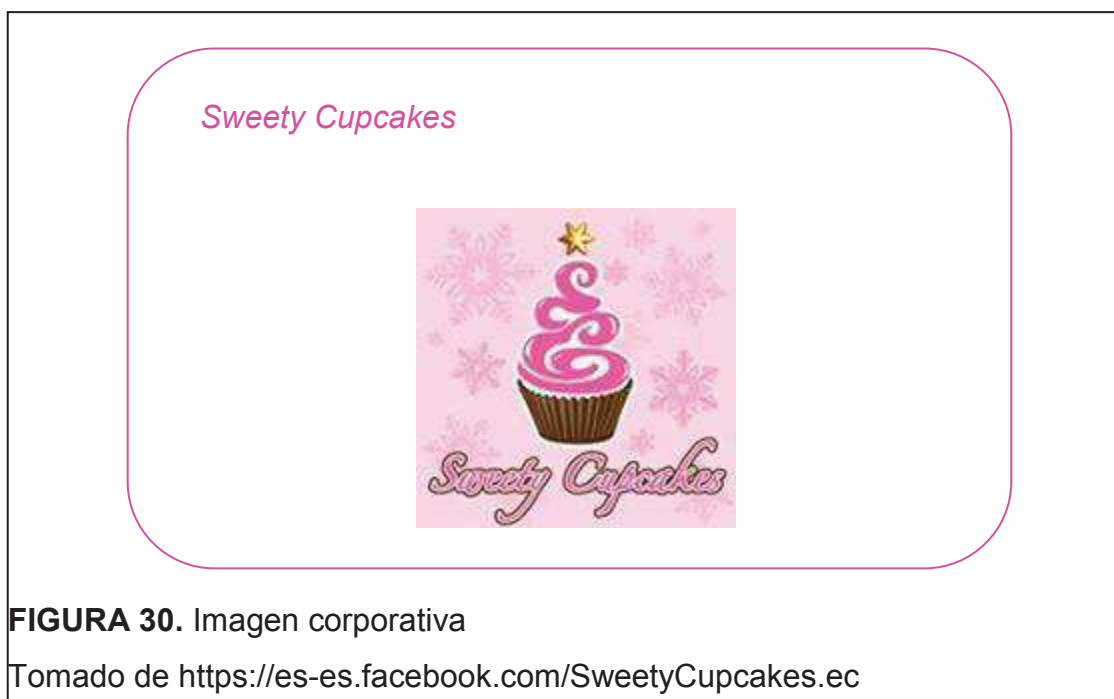 Sweety Cupcakes
Sweety Cupcakes
FIGURA 30. Imagen corporativa
Tomado de https://es-es.facebook.com/SweetyCupcakes.ec